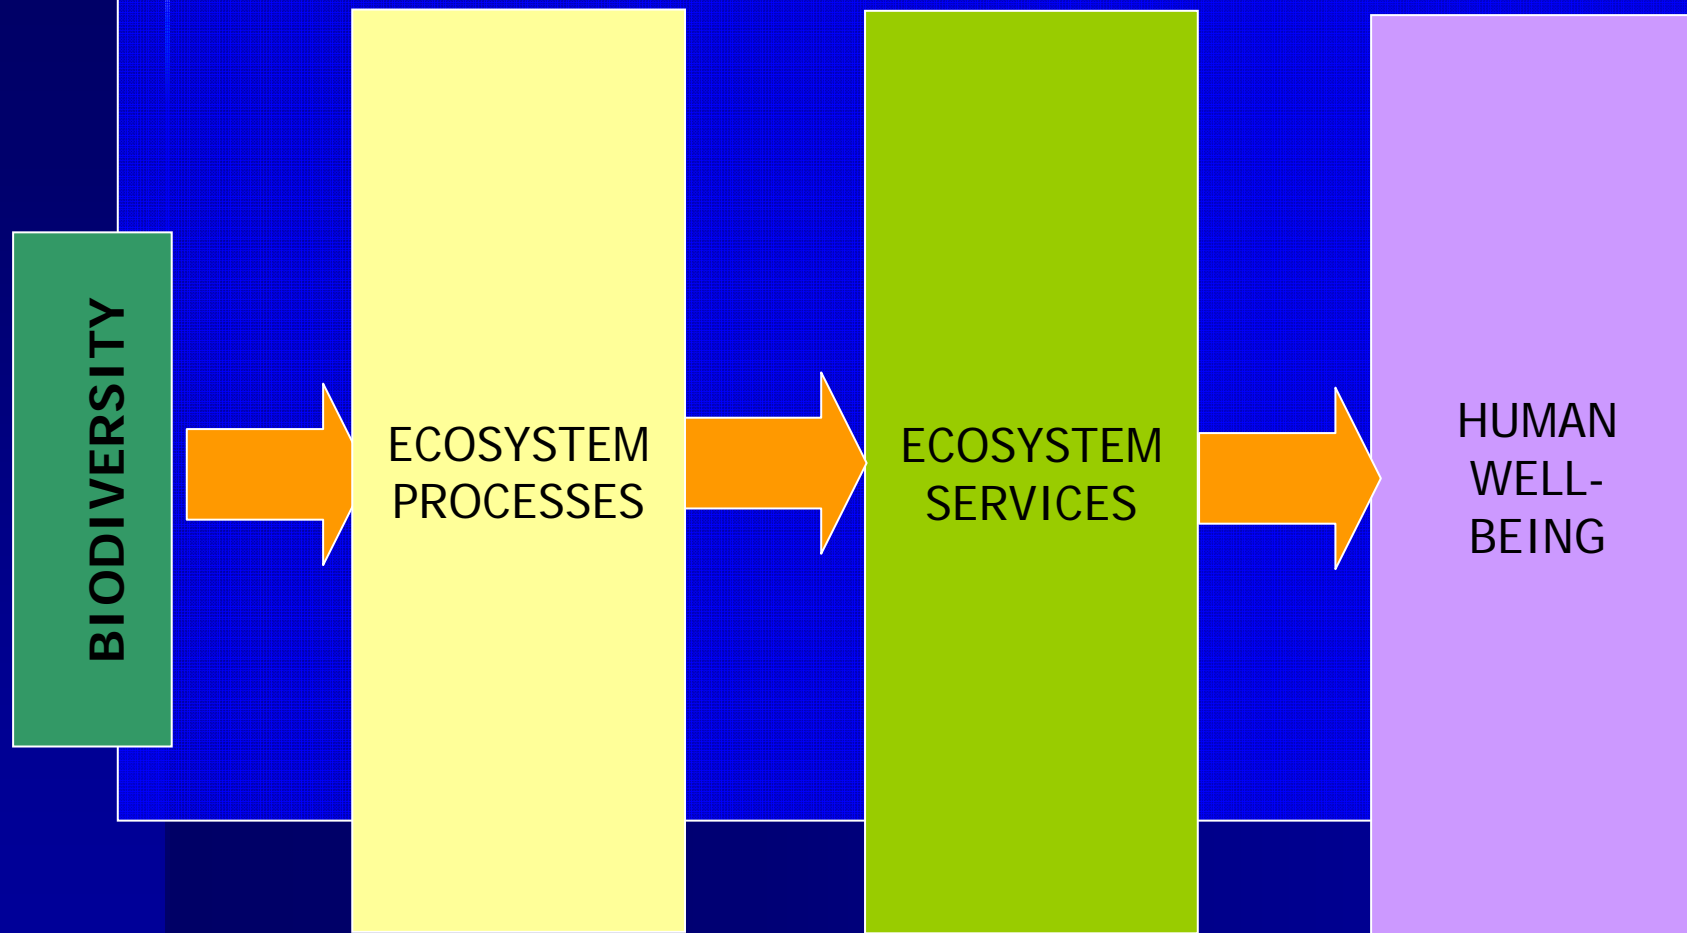 BIODIVERSITY
ECOSYSTEM
PROCESSES
ECOSYSTEM
SERVICES
HUMAN
WELL-
BEING